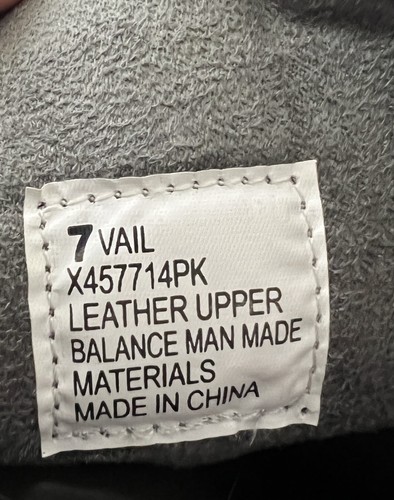 7 VAIL
X457714PK
LEATHER UPPER
BALANCE MAN MADE
MATERIALS
MADE IN CHINA